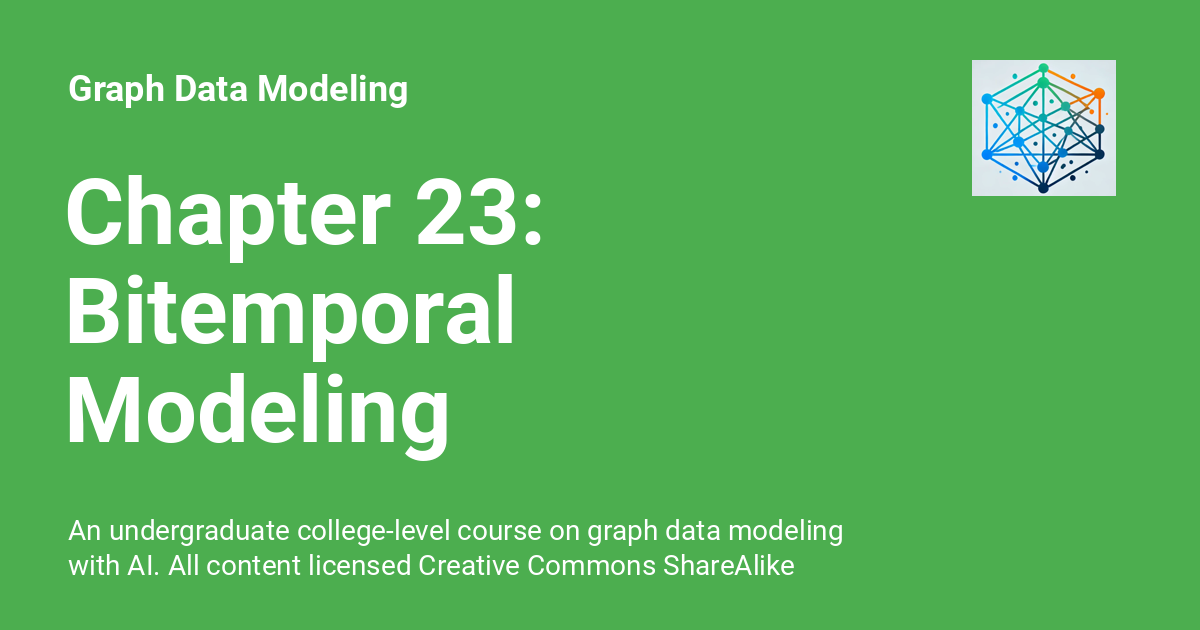 Graph Data Modeling
Chapter 23:
Bitemporal
Modeling
An undergraduate college-level course on graph data modeling
with AI. All content licensed Creative Commons ShareAlike